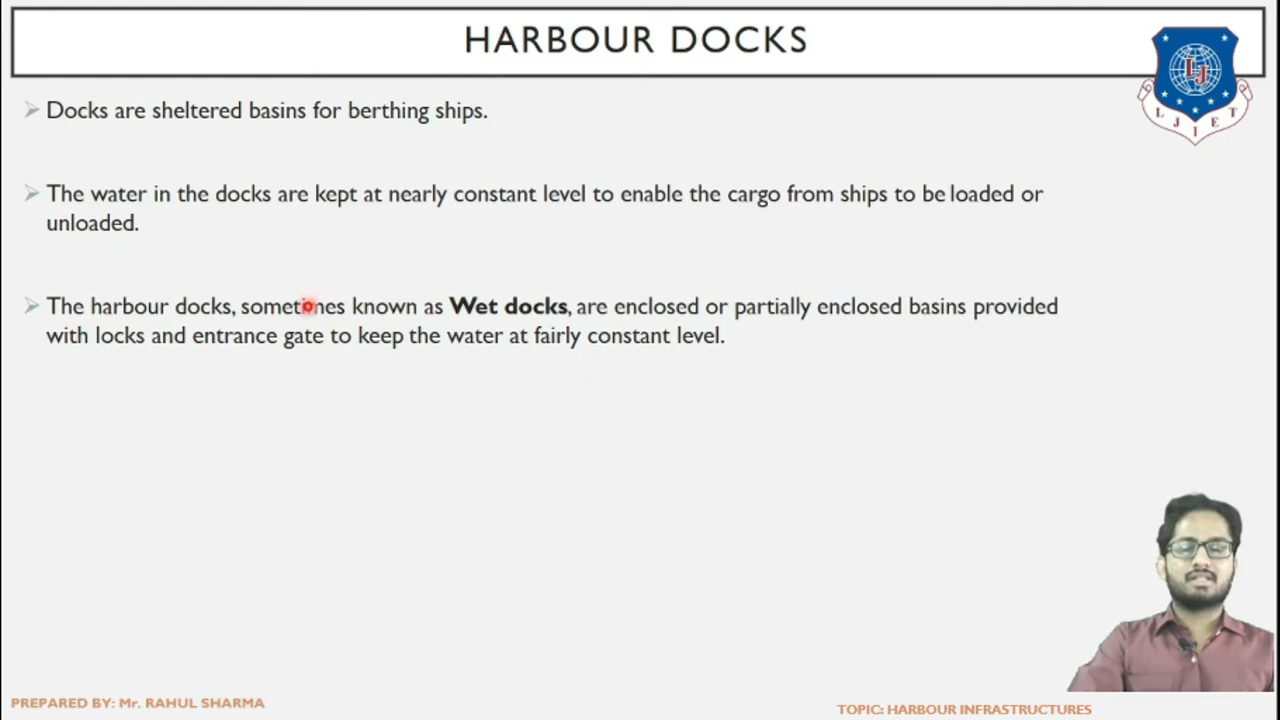 HARBOUR DOCKS
Docks are sheltered basins for berthing ships.
The water in the docks are kept at nearly constant level to enable the cargo from ships to be loaded or
unloaded.
The harbour docks, sometimes known as Wet docks, are enclosed or partially enclosed basins provided
with locks and entrance gate to keep the water at fairly constant level.
LJ
L J I E T
PREPARED BY: Mr. RAHUL SHARMA
TOPIC: HARBOUR INFRASTRUCTURES